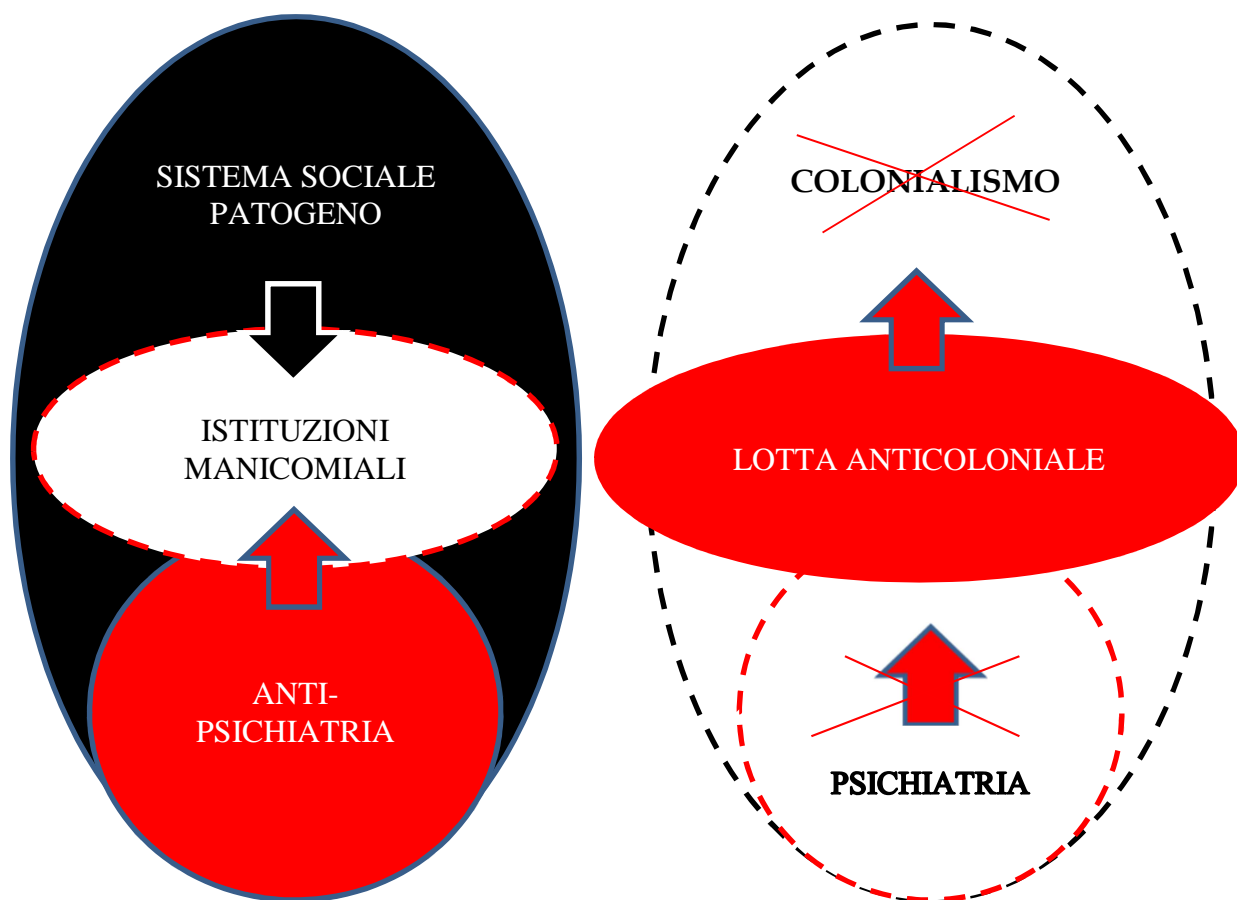 SISTEMA SOCIALE
PATOGENO
ISTITUZIONI
MANICOMIALI
ANTI-
PSICHIATRIA
COLONIALISMO
LOTTA ANTICOLONIALE
PSICHIATRIA